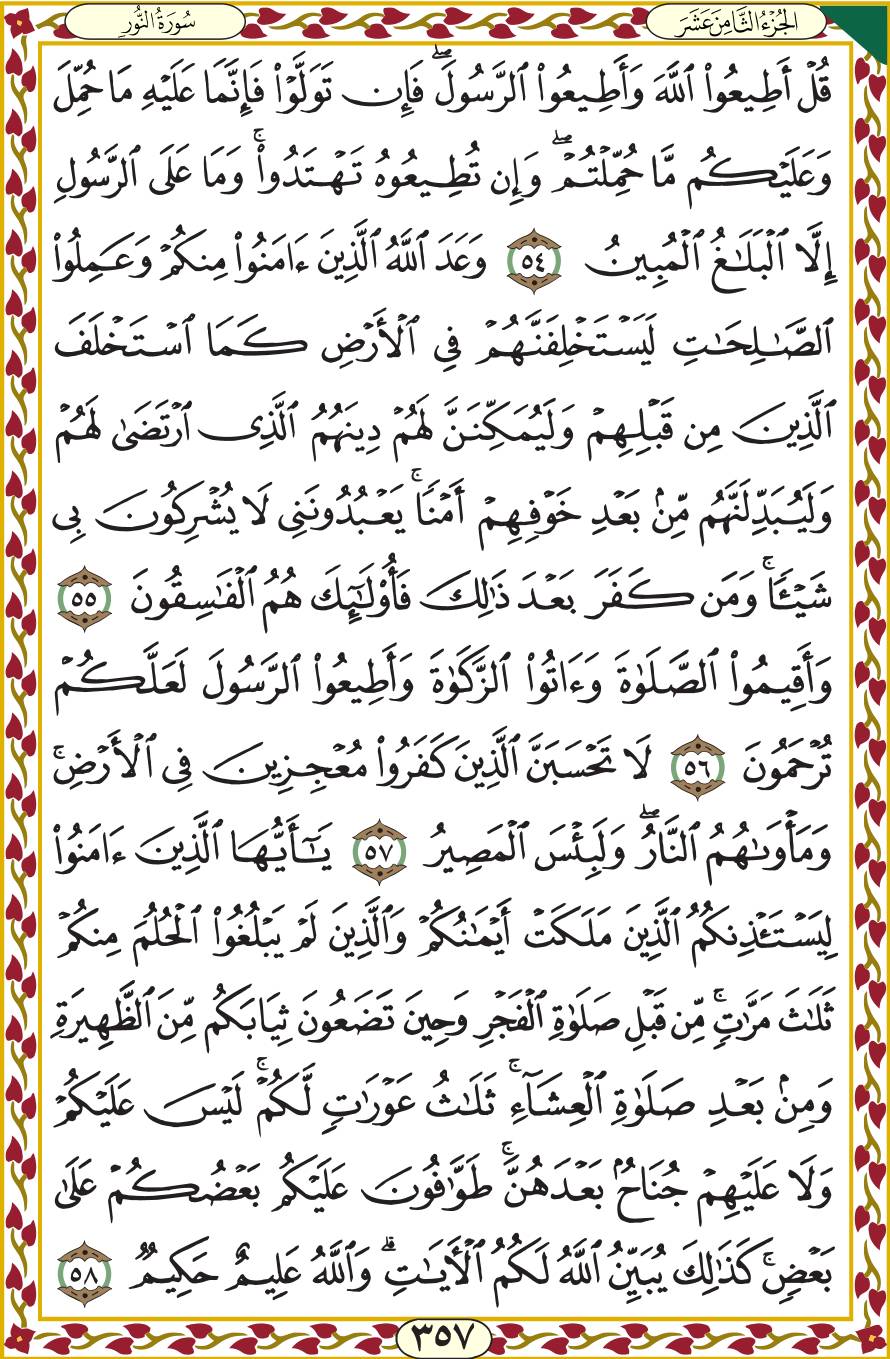 الجُزْءُ الثَّامِنَ عَشَرَ
سُورَةُ النُّورِ
قُلْ أَطِيعُوا۟ ٱللَّهَ وَأَطِيعُوا۟ ٱلرَّسُولَ ۖ فَإِن تَوَلَّوْا۟ فَإِنَّمَا عَلَيْهِ مَا حُمِّلَ
وَعَلَيْكُم مَّا حُمِّلْتُمْ ۖ وَإِن تُطِيعُوهُ تَهْتَدُوا۟ ۚ وَمَا عَلَى ٱلرَّسُولِ
إِلَّا ٱلْبَلَـٰغُ ٱلْمُبِينُ ٥٤ وَعَدَ ٱللَّهُ ٱلَّذِينَ ءَامَنُوا۟ مِنكُمْ وَعَمِلُوا۟
ٱلصَّـٰلِحَـٰتِ لَيَسْتَخْلِفَنَّهُمْ فِي ٱلْأَرْضِ كَمَا ٱسْتَخْلَفَ
ٱلَّذِينَ مِن قَبْلِهِمْ وَلَيُمَكِّنَنَّ لَهُمْ دِينَهُمُ ٱلَّذِى ٱرْتَضَىٰ لَهُمْ
وَلَيُبَدِّلَنَّهُم مِّنۢ بَعْدِ خَوْفِهِمْ أَمْنًا ۚ يَعْبُدُونَنِى لَا يُشْرِكُونَ بِى
شَيْـًٔا ۚ وَمَن كَفَرَ بَعْدَ ذَٰلِكَ فَأُو۟لَـٰٓئِكَ هُمُ ٱلْفَـٰسِقُونَ ٥٥
وَأَقِيمُوا۟ ٱلصَّلَوٰةَ وَءَاتُوا۟ ٱلزَّكَوٰةَ وَأَطِيعُوا۟ ٱلرَّسُولَ لَعَلَّكُمْ
تُرْحَمُونَ ٥٦ لَا تَحْسَبَنَّ ٱلَّذِينَ كَفَرُوا۟ مُعْجِزِينَ فِى ٱلْأَرْضِ ۚ
وَمَأْوَىٰهُمُ ٱلنَّارُ ۖ وَلَبِئْسَ ٱلْمَصِيرُ ٥٧ يَـٰٓأَيُّهَا ٱلَّذِينَ ءَامَنُوا۟
لِيَسْتَـْٔذِنكُمُ ٱلَّذِينَ مَلَكَتْ أَيْمَـٰنُكُمْ وَٱلَّذِينَ لَمْ يَبْلُغُوا۟ ٱلْحُلُمَ مِنكُمْ
ثَلَـٰثَ مَرَّٰتٍ ۚ مِّن قَبْلِ صَلَوٰةِ ٱلْفَجْرِ وَحِينَ تَضَعُونَ ثِيَابَكُم مِّنَ ٱلظَّهِيرَةِ
وَمِنۢ بَعْدِ صَلَوٰةِ ٱلْعِشَآءِ ۚ ثَلَـٰثُ عَوْرَٰتٍ لَّكُمْ ۚ لَيْسَ عَلَيْكُمْ
وَلَا عَلَيْهِمْ جُنَاحٌۢ بَعْدَهُنَّ ۚ طَوَّٰفُونَ عَلَيْكُم بَعْضُكُمْ عَلَىٰ
بَعْضٍ ۚ كَذَٰلِكَ يُبَيِّنُ ٱللَّهُ لَكُمُ ٱلْـَٔايَـٰتِ ۗ وَٱللَّهُ عَلِيمٌ حَكِيمٌ ٥٨
٣٥٧